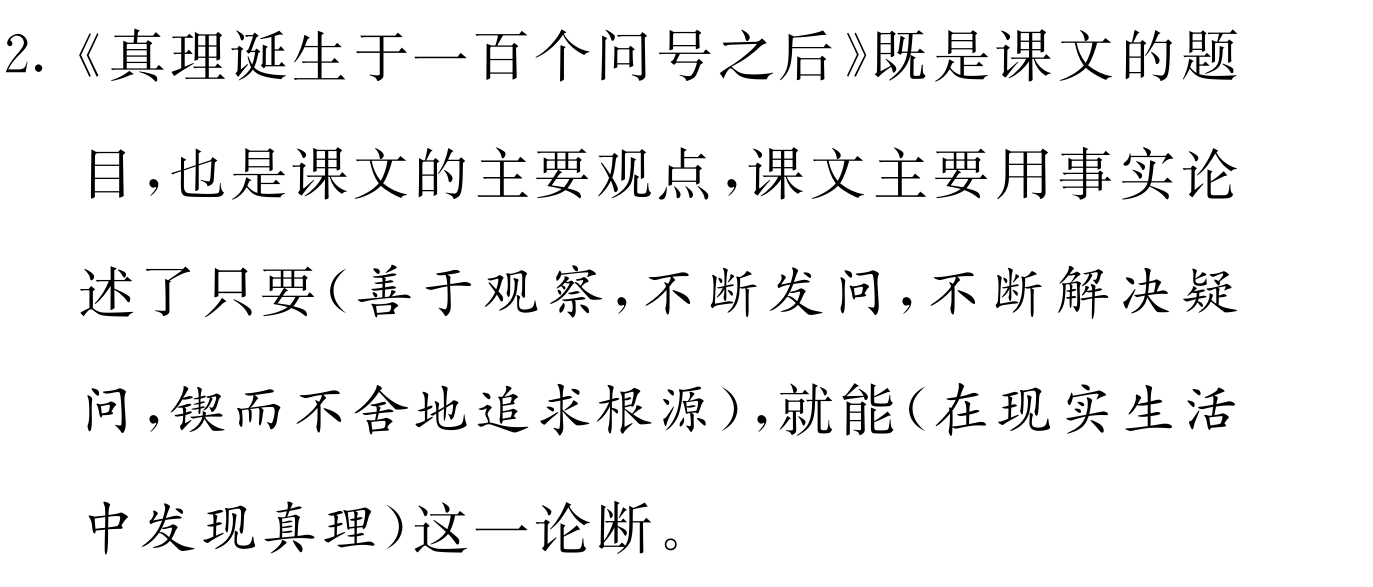 2.《真理诞生于一百个问号之后》既是课文的题
目,也是课文的主要观点,课文主要用事实论
述了只要(善于观察,不断发问,不断解决疑
问,锲而不舍地追求根源),就能(在现实生活
中发现真理)这一论断。